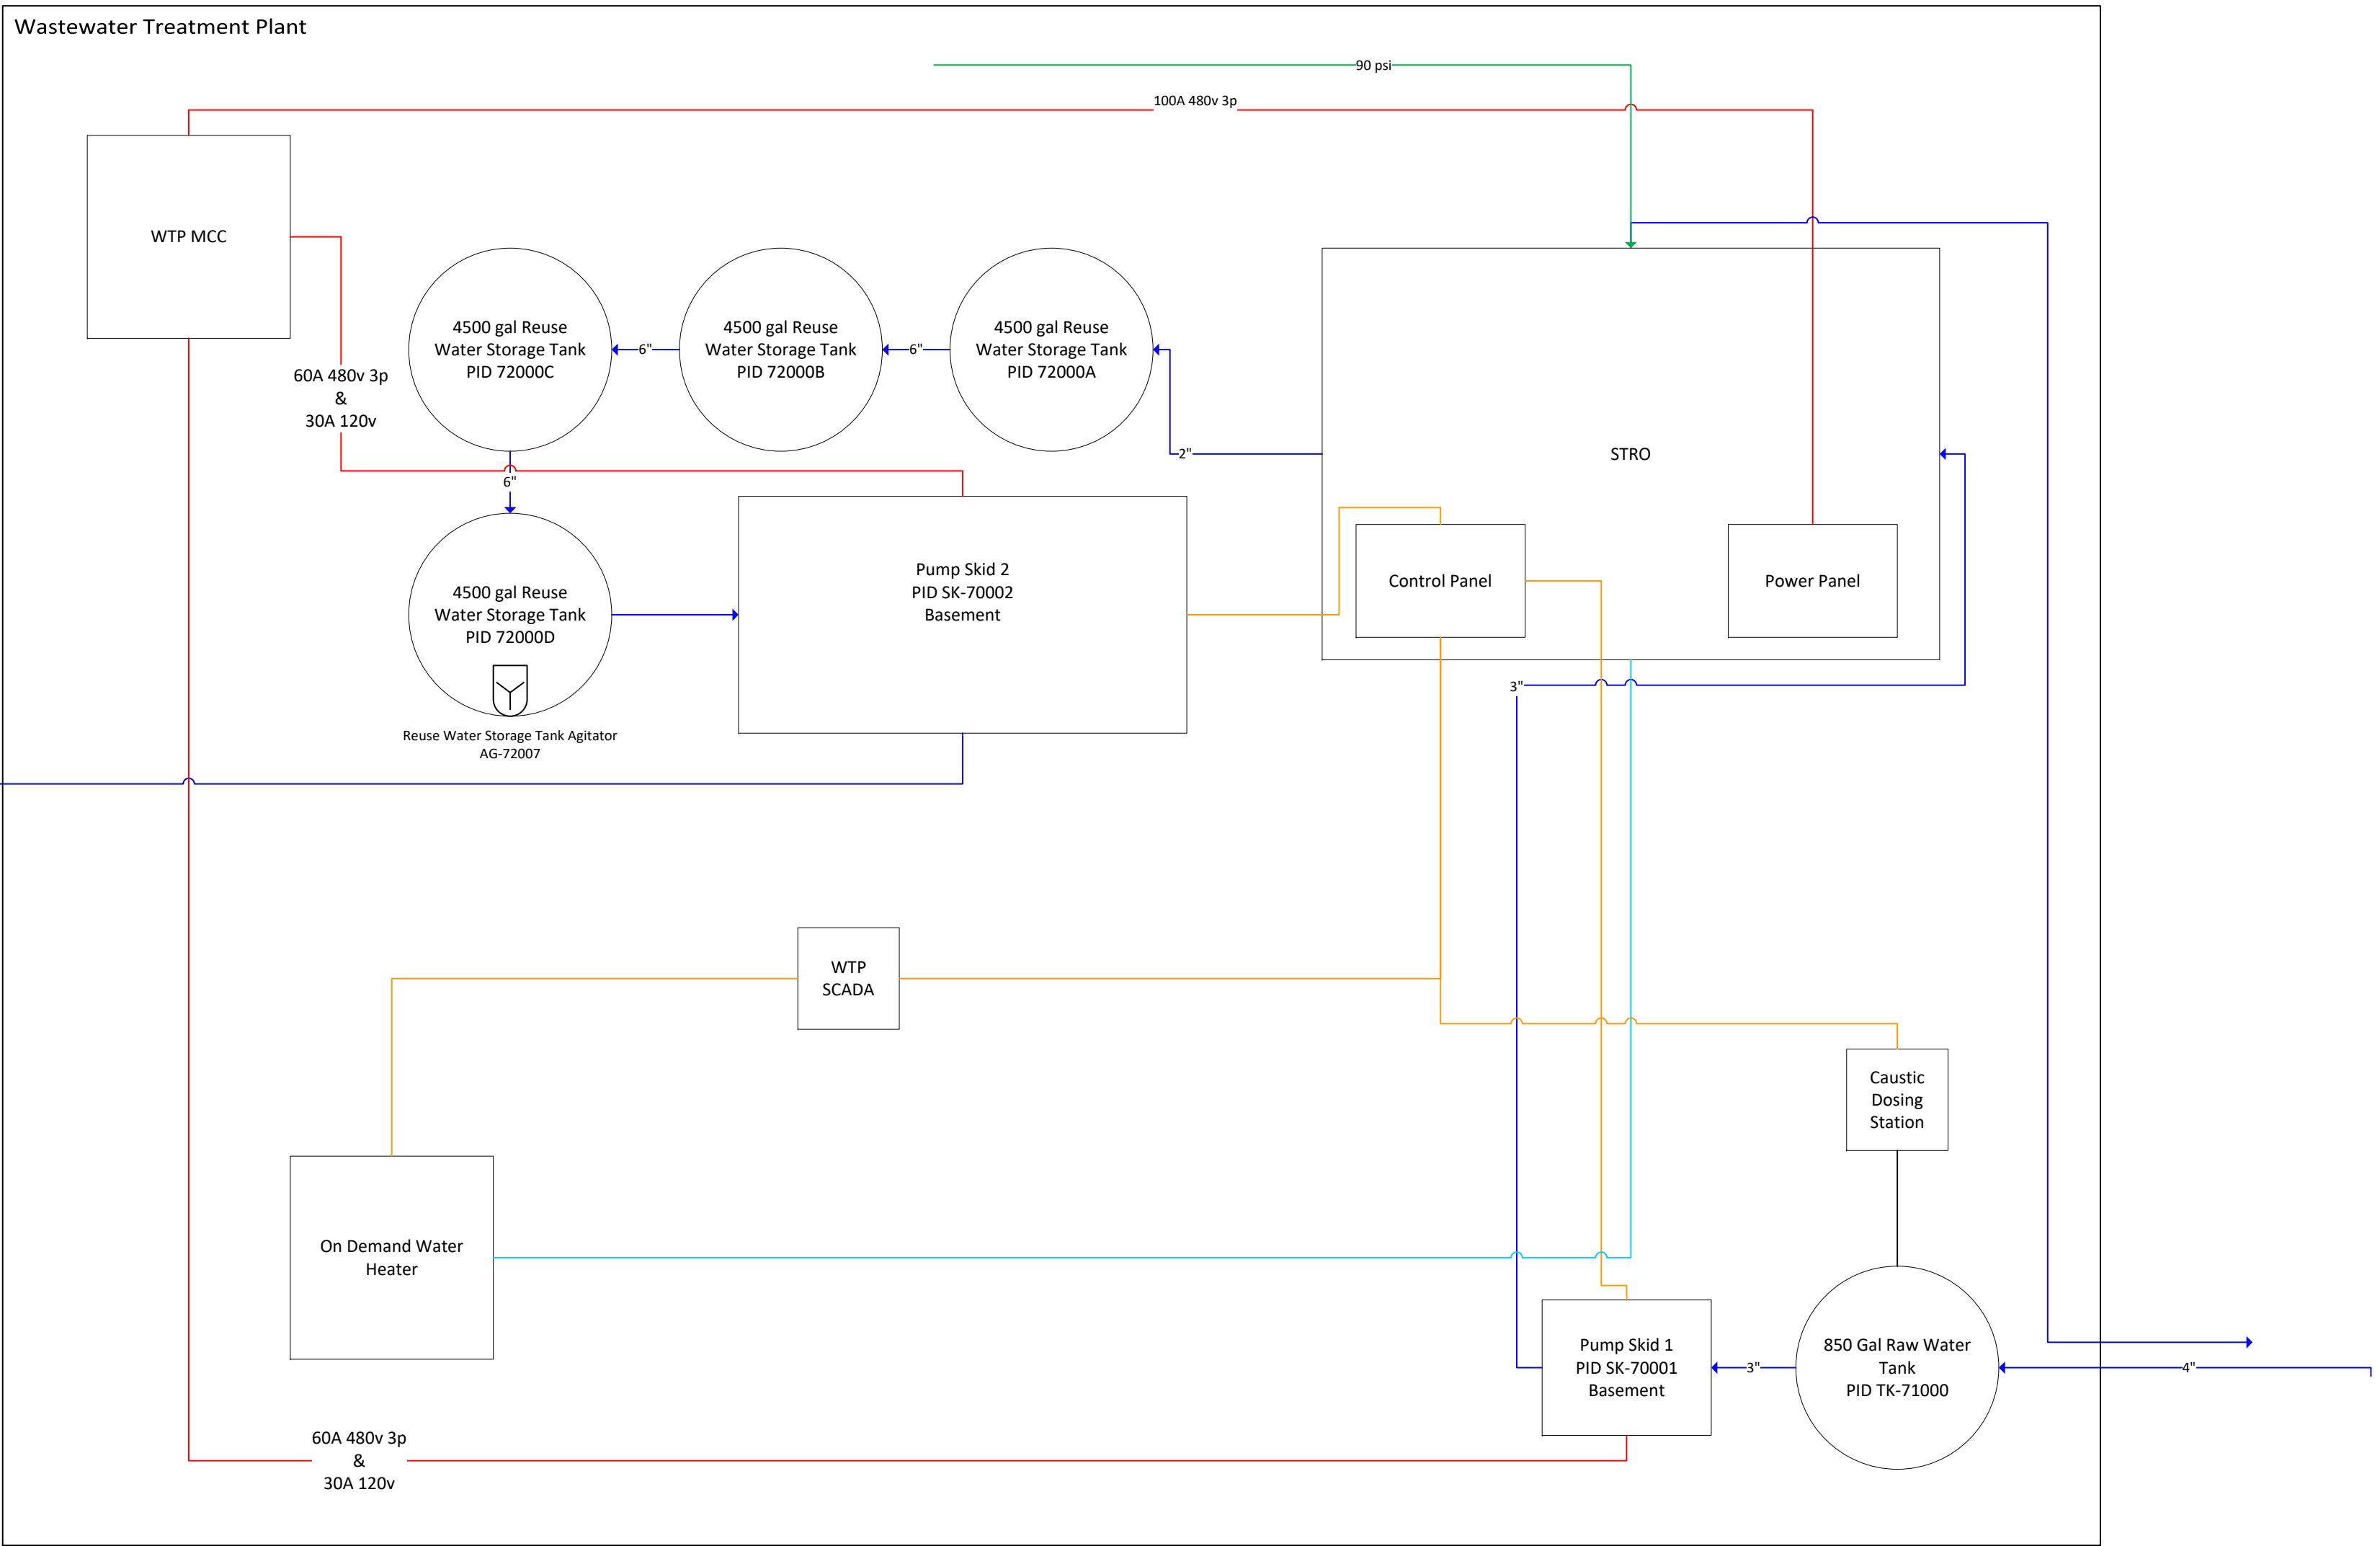 Wastewater Treatment Plant
90 psi
100A 480v 3p
WTP MCC
4500 gal Reuse
Water Storage Tank
PID 72000C
6"
4500 gal Reuse
Water Storage Tank
PID 72000B
6"
4500 gal Reuse
Water Storage Tank
PID 72000A
60A 480v 3p
&
30A 120v
2"
STRO
6"
4500 gal Reuse
Water Storage Tank
PID 72000D
Reuse Water Storage Tank Agitator
AG-72007
Pump Skid 2
PID SK-70002
Basement
Control Panel
Power Panel
3"
WTP
SCADA
Caustic
Dosing
Station
On Demand Water
Heater
Pump Skid 1
PID SK-70001
Basement
3"
850 Gal Raw Water
Tank
PID TK-71000
4"
60A 480v 3p
&
30A 120v